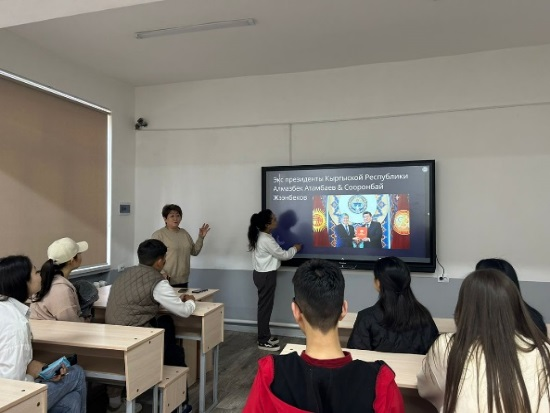 Экс президенты Кыргызской Республики
Алмазбек Атамбаев & Сооронбай
Жээнбеков